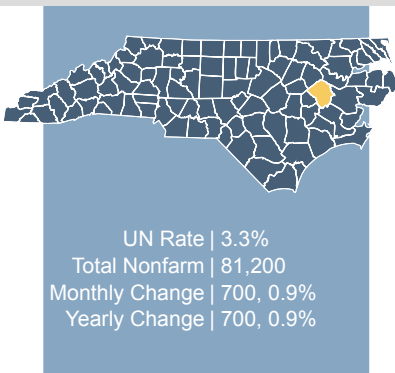 UN Rate | 3.3%
Total Nonfarm | 81,200
Monthly Change | 700, 0.9%
Yearly Change | 700, 0.9%